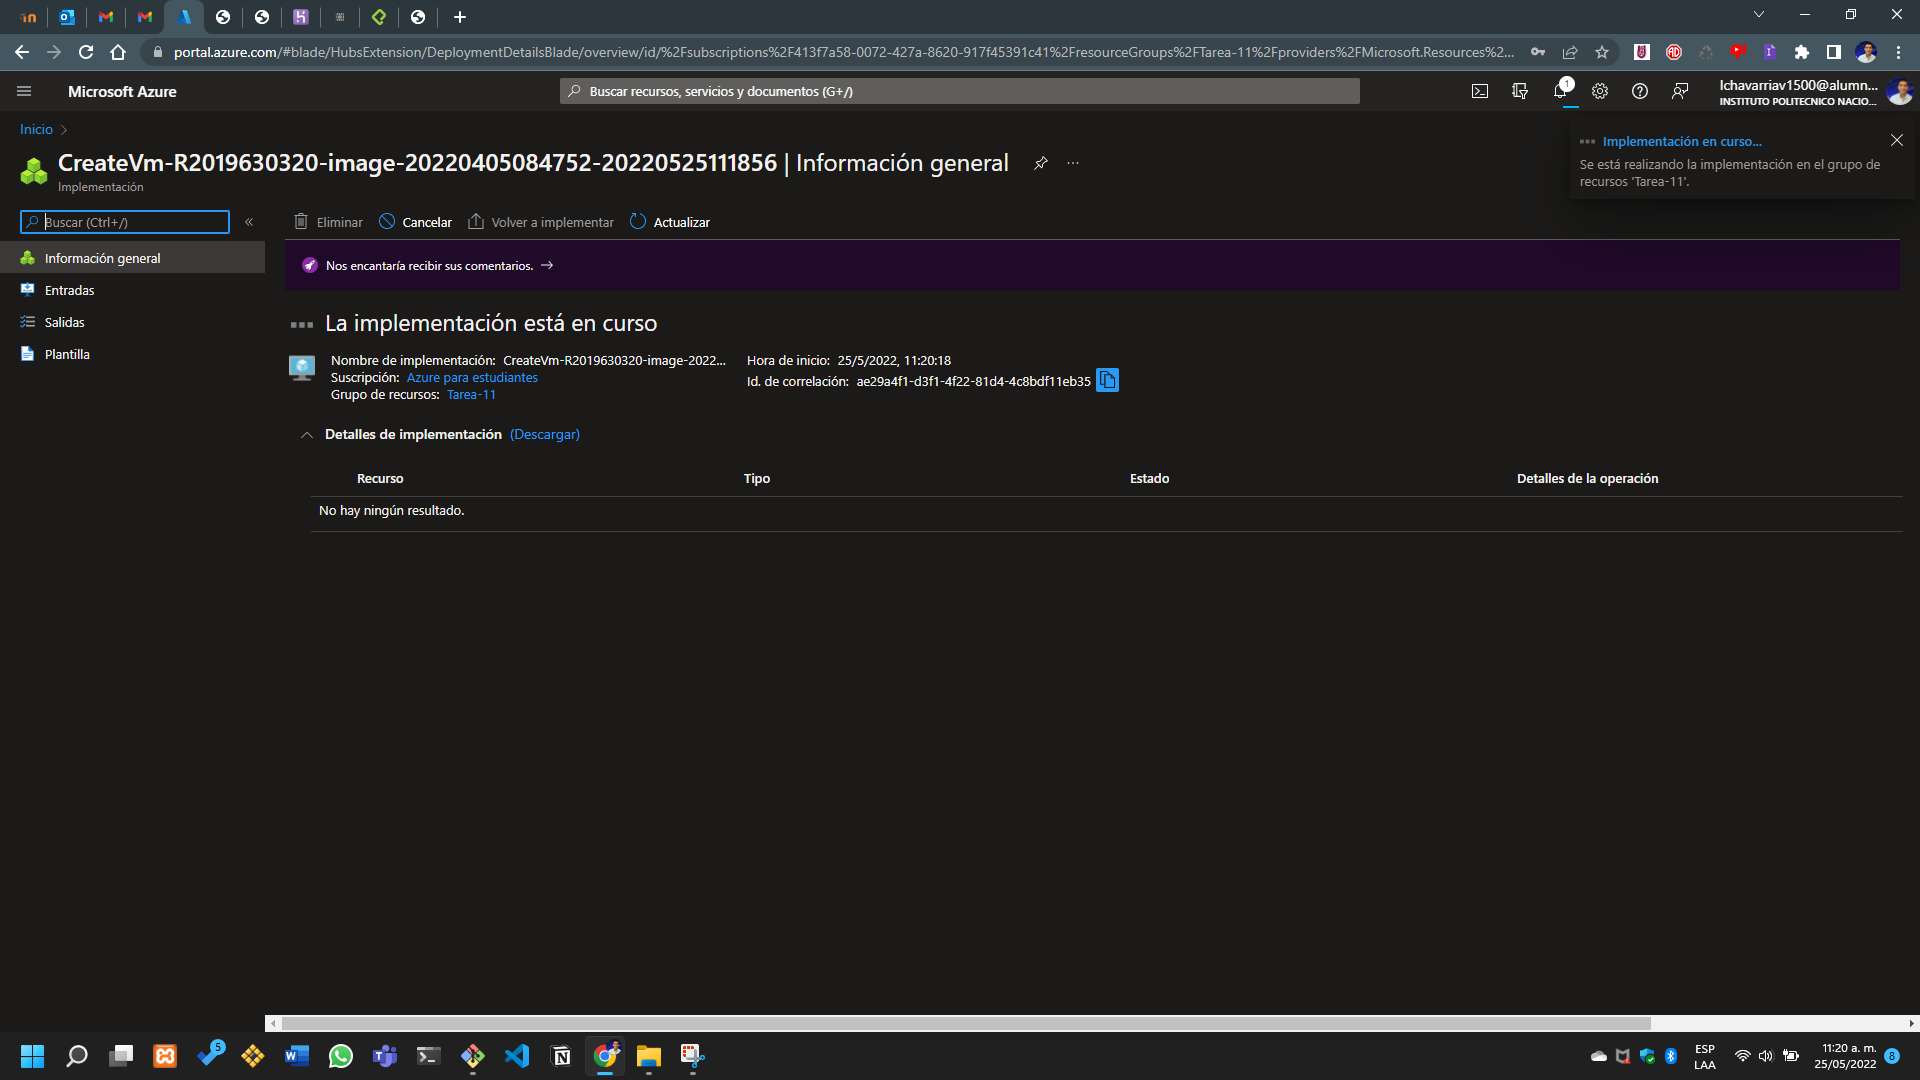 portal.azure.com/#blade/HubsExtension/DeploymentDetailsBlade/overview/id/%2Fsubscriptions%2F413f7a58-0072-427a-8620-917f45391c41%2FresourceGroups%2FTarea-11%2Fproviders%2FMicrosoft.Resources%2...
Microsoft Azure
Buscar recursos, servicios y documentos (G+/)
1
lchavarriav1500@alumn...
INSTITUTO POLITECNICO NACIO...
Inicio
CreateVm-R2019630320-image-20220405084752-20220525111856 | Información general
...
Implementación
Implementación en curso...
Se está realizando la implementación en el grupo de
recursos 'Tarea-11'.
Buscar (Ctrl+/)
Eliminar
Cancelar
Volver a implementar
Actualizar
Información general
Entradas
Salidas
Plantilla
Nos encantaría recibir sus comentarios. →
La implementación está en curso
Nombre de implementación: CreateVm-R2019630320-image-2022...
Suscripción: Azure para estudiantes
Grupo de recursos: Tarea-11
Hora de inicio: 25/5/2022, 11:20:18
Id. de correlación: ae29a4f1-d3f1-4f22-81d4-4c8bdf11eb35
Detalles de implementación (Descargar)
Recurso Tipo Estado Detalles de la operación
No hay ningún resultado.
5
ESP
LAA
11:20 a. m.
25/05/2022
8